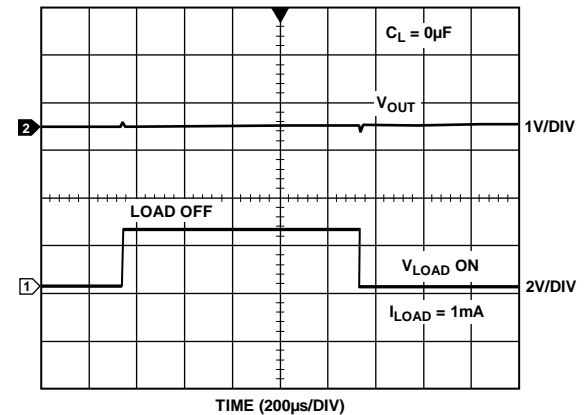 C_L = 0µF
V_OUT
2
1V/DIV
LOAD OFF
V_LOAD ON
1
2V/DIV
I_LOAD = 1mA
TIME (200µs/DIV)